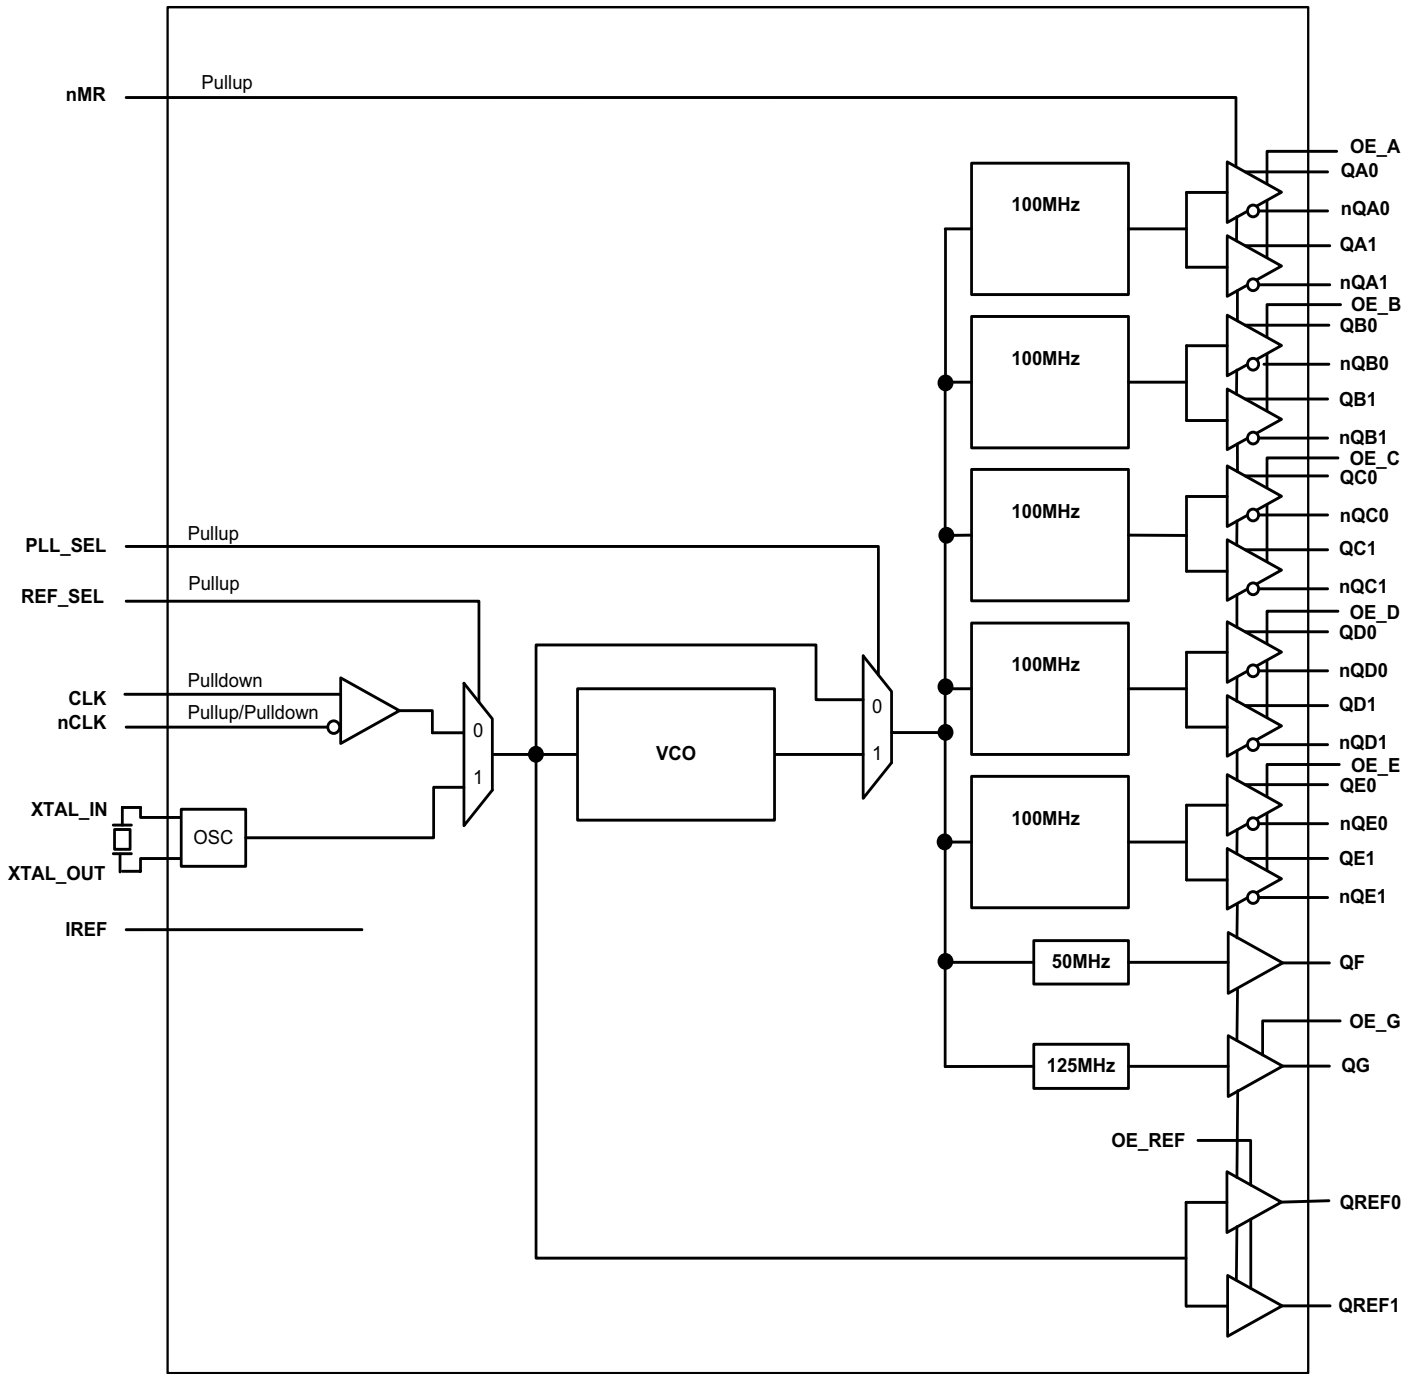 nMR
Pullup
OE_A
QA0
100MHz
nQA0
QA1
nQA1
OE_B
QB0
100MHz
nQB0
QB1
nQB1
OE_C
QC0
100MHz
nQC0
PLL_SEL
Pullup
QC1
REF_SEL
Pullup
nQC1
OE_D
QD0
100MHz
nQD0
CLK
Pulldown
nCLK
Pullup/Pulldown
0
0
QD1
VCO
1
nQD1
1
OE_E
QE0
XTAL_IN
100MHz
nQE0
OSC
QE1
XTAL_OUT
nQE1
IREF
50MHz
QF
OE_G
125MHz
QG
OE_REF
QREF0
QREF1